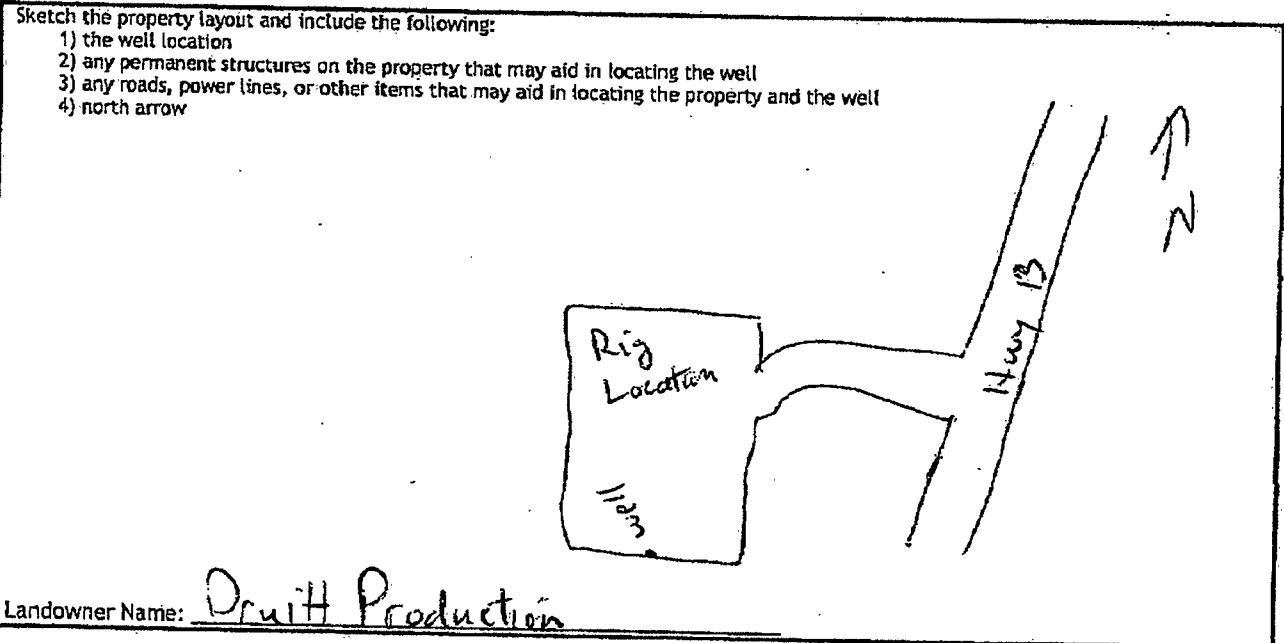 Sketch the property layout and include the following:
1) the well location
2) any permanent structures on the property that may aid in locating the well
3) any roads, power lines, or other items that may aid in locating the property and the well
4) north arrow
N
Hwy 13
Rig
Location
well
Landowner Name: Druitt Production